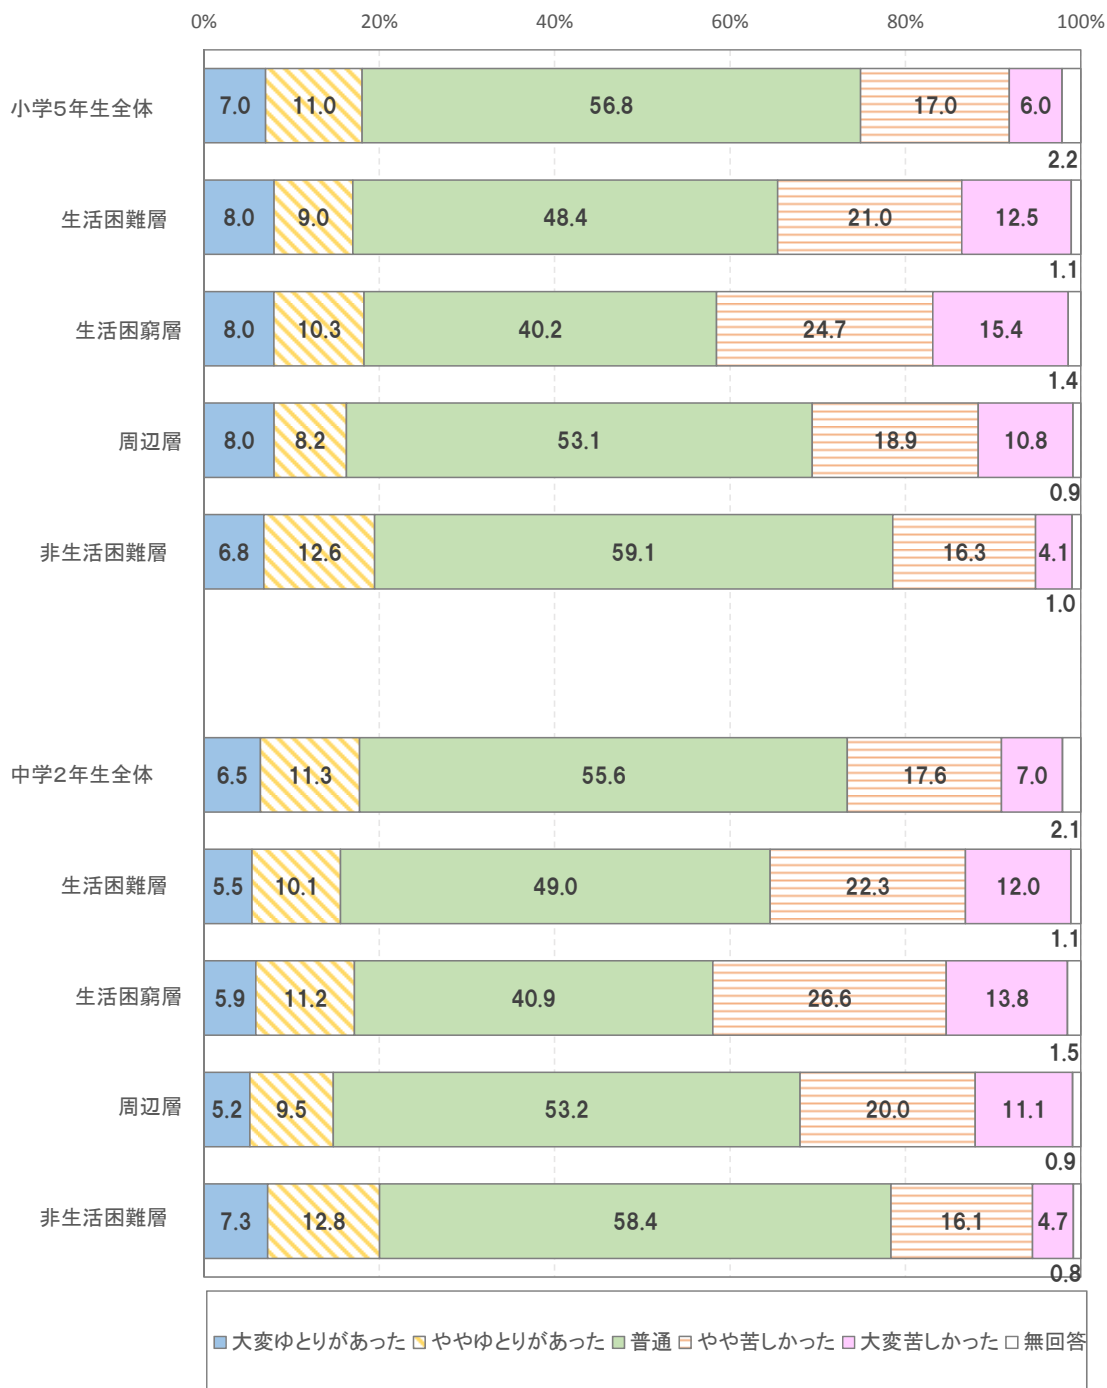 0% 20% 40% 60% 80% 100%
小学5年生全体 7.0 11.0 56.8 17.0 6.0
2.2
生活困難層 8.0 9.0 48.4 21.0 12.5
1.1
生活困窮層 8.0 10.3 40.2 24.7 15.4
1.4
周辺層 8.0 8.2 53.1 18.9 10.8
0.9
非生活困難層 6.8 12.6 59.1 16.3 4.1
1.0
中学2年生全体 6.5 11.3 55.6 17.6 7.0
2.1
生活困難層 5.5 10.1 49.0 22.3 12.0
1.1
生活困窮層 5.9 11.2 40.9 26.6 13.8
1.5
周辺層 5.2 9.5 53.2 20.0 11.1
0.9
非生活困難層 7.3 12.8 58.4 16.1 4.7
0.8
大変ゆとりがあった ややゆとりがあった 普通 やや苦しかった 大変苦しかった 無回答